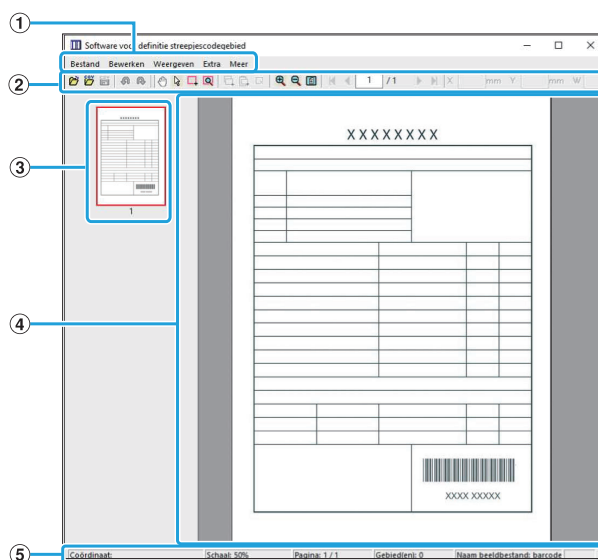 ①
Software voor definitie streepjescodegebied
Bestand Bewerken Weergeven Extra Meer
②
1 / 1 X mm Y mm W
③
1
XXXXXXXX
④
XXXX XXXXX
⑤
Coördinaat: Schaal: 50% Pagina: 1 / 1 Gebied(en): 0 Naam beeldbestand: barcode